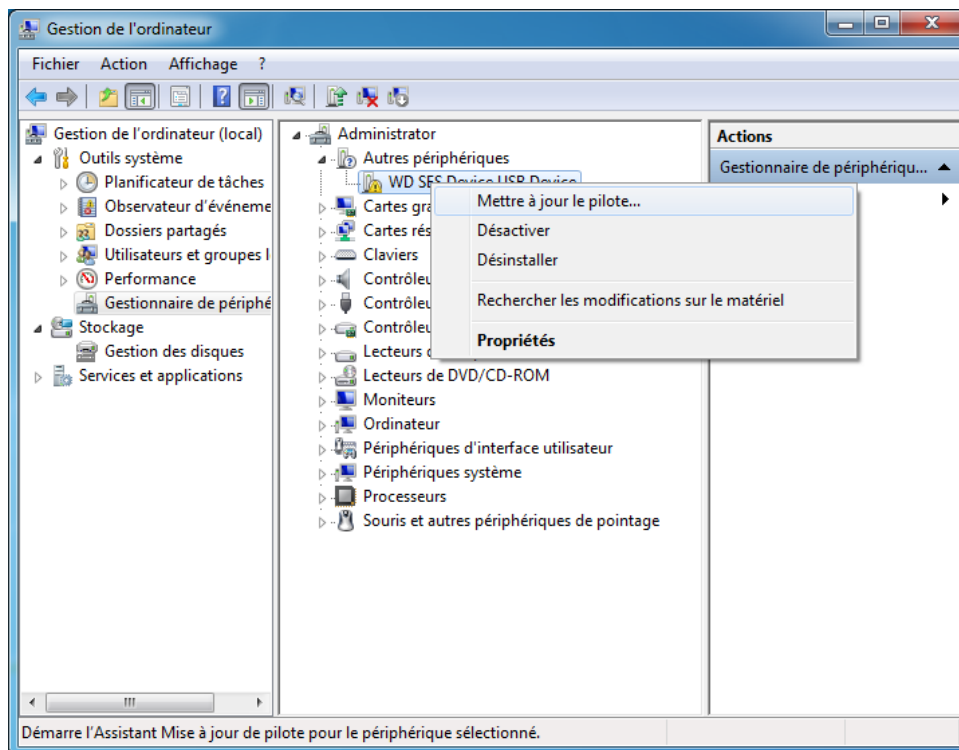 Gestion de l'ordinateur
Fichier Action Affichage ?
Gestion de l'ordinateur (local)
Outils système
Planificateur de tâches
Observateur d'événeme
Dossiers partagés
Utilisateurs et groupes l
Performance
Gestionnaire de périphé
Stockage
Gestion des disques
Services et applications
Administrator
Autres périphériques
WD SES Device USB Device
Cartes gra
Cartes rés
Claviers
Contrôleu
Contrôleu
Contrôleu
Lecteurs d
Lecteurs de DVD/CD-ROM
Moniteurs
Ordinateur
Périphériques d'interface utilisateur
Périphériques système
Processeurs
Souris et autres périphériques de pointage
Mettre à jour le pilote...
Désactiver
Désinstaller
Rechercher les modifications sur le matériel
Propriétés
Actions
Gestionnaire de périphériqu...
Démarre l'Assistant Mise à jour de pilote pour le périphérique sélectionné.